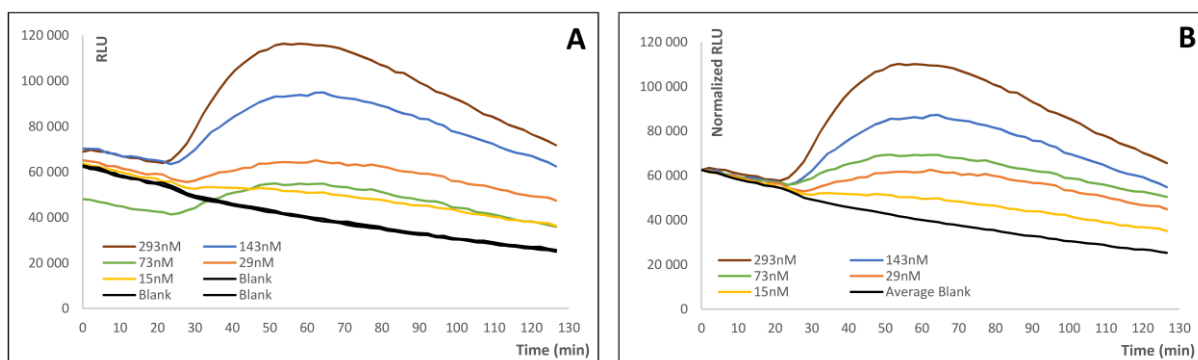 A
RLU
120 000
100 000
80 000
60 000
40 000
20 000
0
293nM 143nM
73nM 29nM
15nM Blank
Blank Blank
0 10 20 30 40 50 60 70 80 90 100 110 120 130
Time (min)
B
Normalized RLU
120 000
100 000
80 000
60 000
40 000
20 000
0
293nM 143nM
73nM 29nM
15nM Average Blank
0 10 20 30 40 50 60 70 80 90 100 110 120 130
Time (min)